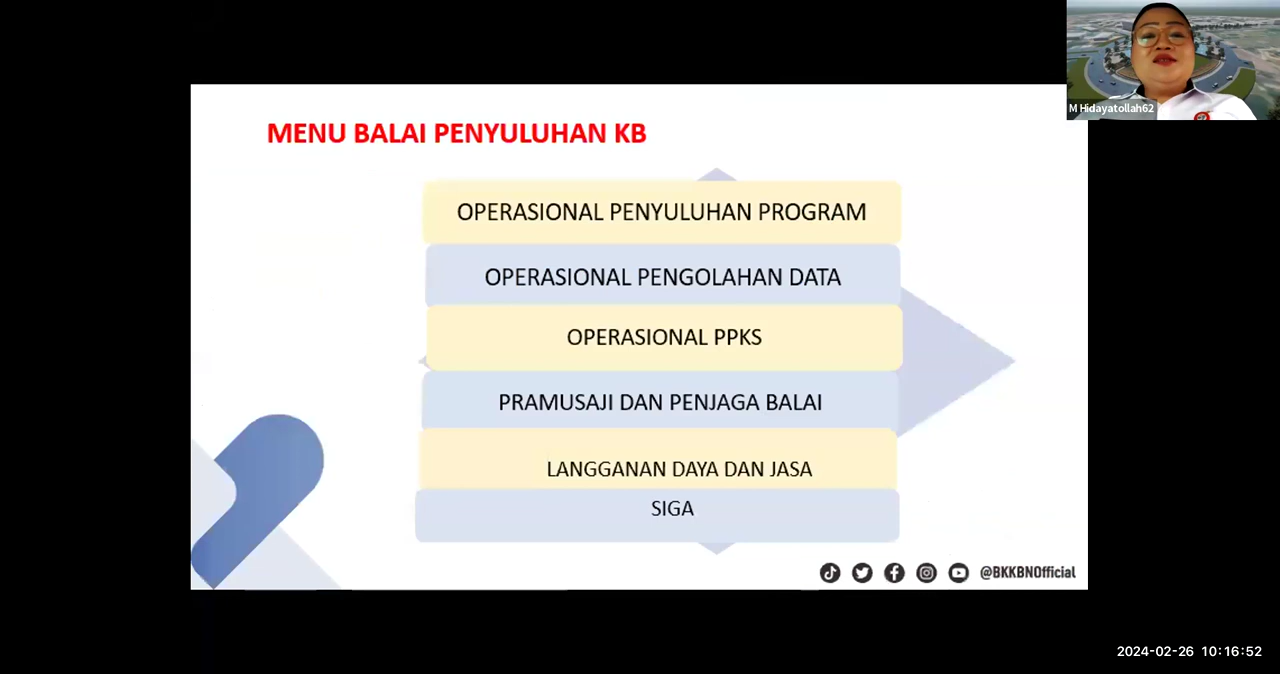 M Hidayatollah62
MENU BALAI PENYULUHAN KB
OPERASIONAL PENYULUHAN PROGRAM
OPERASIONAL PENGOLAHAN DATA
OPERASIONAL PPKS
PRAMUSAJI DAN PENJAGA BALAI
LANGGANAN DAYA DAN JASA
SIGA
@BKKBNOfficial
2024-02-26 10:16:52